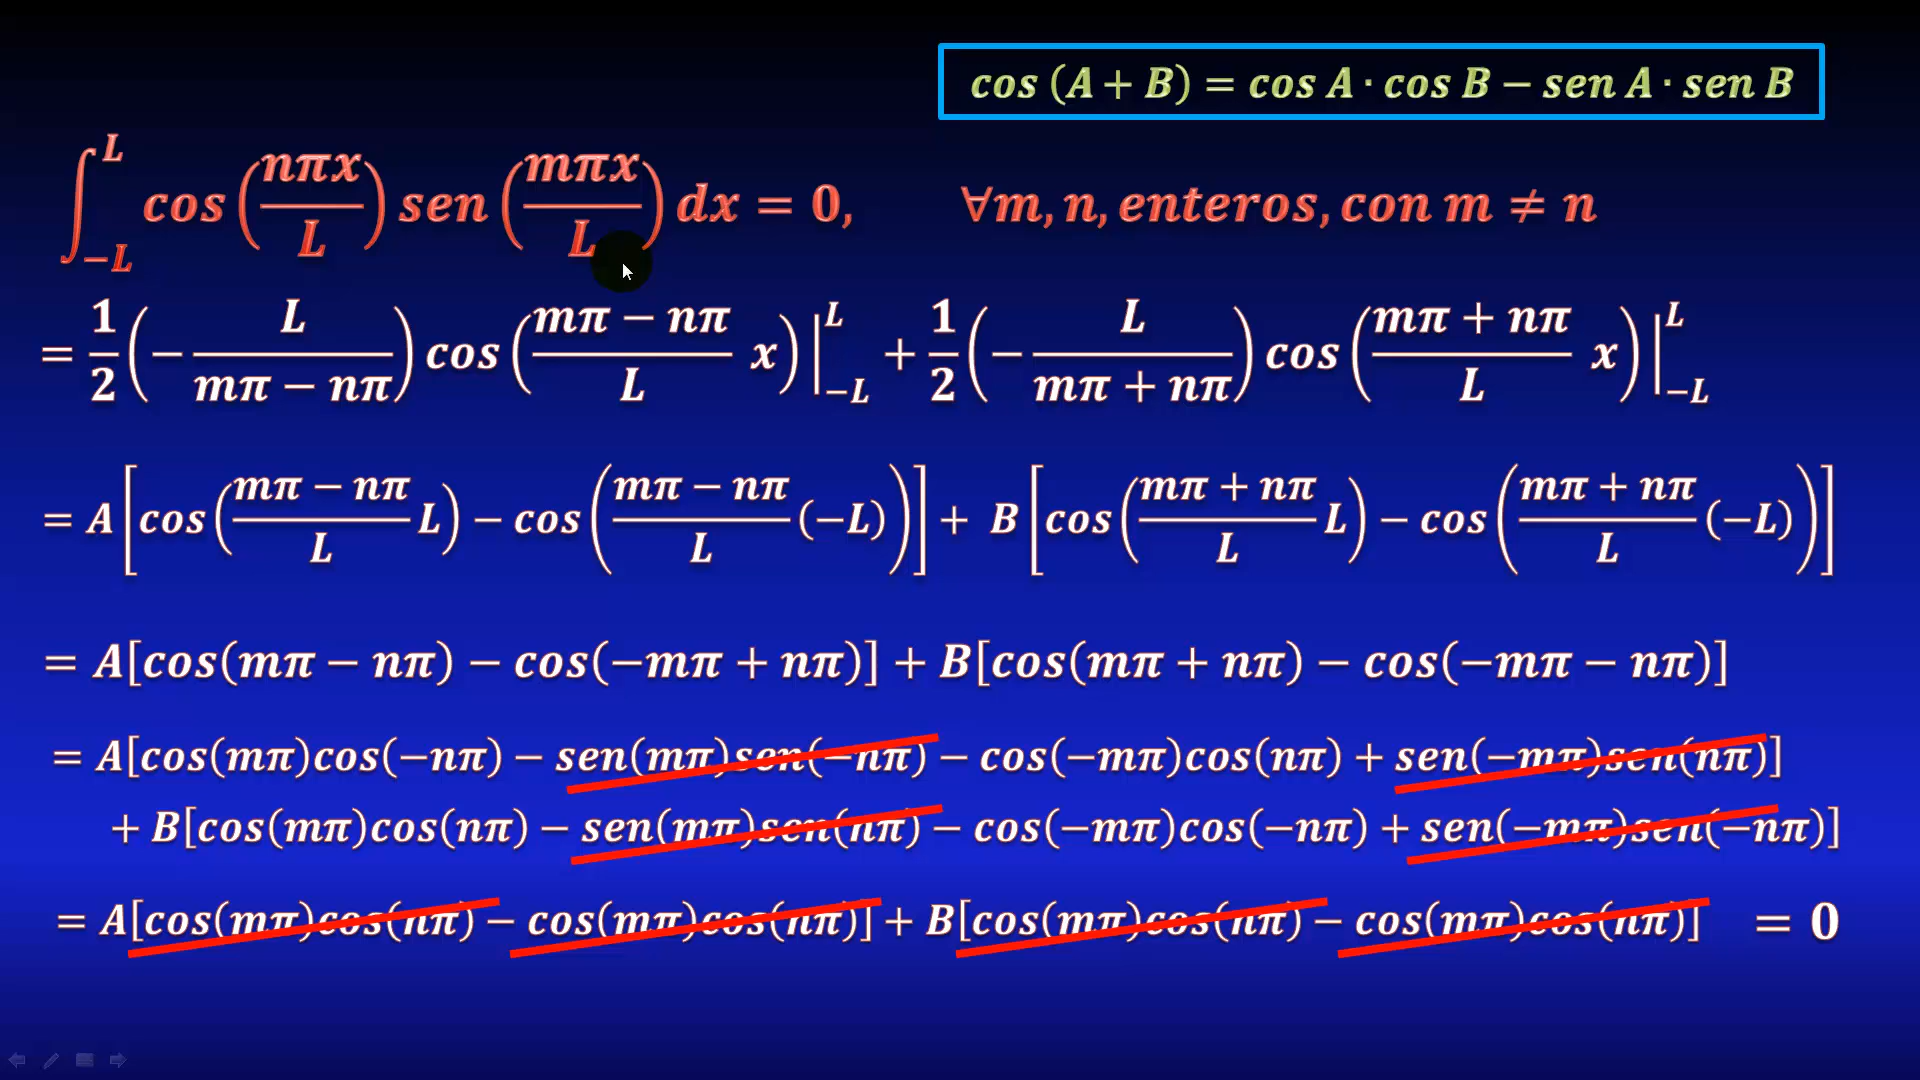 cos (A + B) = cos A · cos B − sen A · sen B
∫_{−L}^{L} cos (nπx/L) sen (mπx/L) dx = 0, ∀m, n, enteros, con m ≠ n
= 1/2 (− L/(mπ − nπ)) cos ((mπ − nπ)/L x) |_{−L}^{L} + 1/2 (− L/(mπ + nπ)) cos ((mπ + nπ)/L x) |_{−L}^{L}
= A [cos ((mπ − nπ)/L L) − cos ((mπ − nπ)/L (−L))] + B [cos ((mπ + nπ)/L L) − cos ((mπ + nπ)/L (−L))]
= A[cos(mπ − nπ) − cos(−mπ + nπ)] + B[cos(mπ + nπ) − cos(−mπ − nπ)]
= A[cos(mπ)cos(−nπ) − sen(mπ)sen(−nπ) − cos(−mπ)cos(nπ) + sen(−mπ)sen(nπ)]
+ B[cos(mπ)cos(nπ) − sen(mπ)sen(nπ) − cos(−mπ)cos(−nπ) + sen(−mπ)sen(−nπ)]
= A[cos(mπ)cos(nπ) − cos(mπ)cos(nπ)] + B[cos(mπ)cos(nπ) − cos(mπ)cos(nπ)] = 0